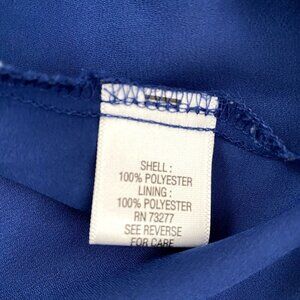 SHELL :
100% POLYESTER
LINING :
100% POLYESTER
RN 73277
SEE REVERSE
FOR CARE